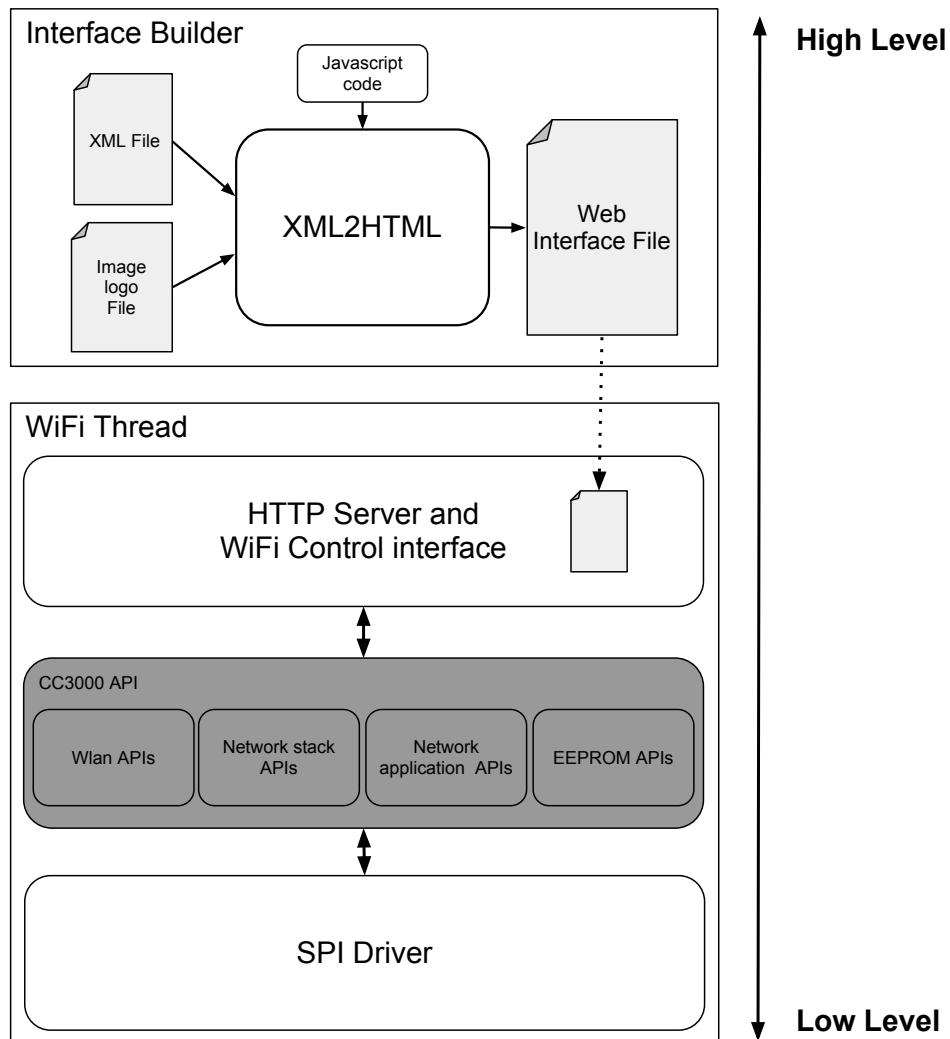 Interface Builder
High Level
Javascript
code
XML File
XML2HTML
Web
Interface File
Image
logo
File
WiFi Thread
HTTP Server and
WiFi Control interface
CC3000 API
Wlan APIs
Network stack
APIs
Network
application  APIs
EEPROM APIs
SPI Driver
Low Level